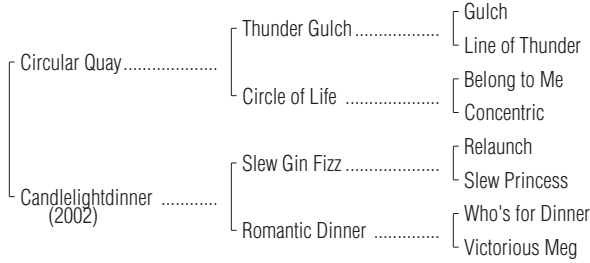 Gulch
Thunder Gulch...................
Line of Thunder
Circular Quay.....................
Belong to Me
Circle of Life .....................
Concentric
Relaunch
Slew Gin Fizz.....................
Slew Princess
Candlelightdinner ............
(2002)
Who's for Dinner
Romantic Dinner ..............
Victorious Meg